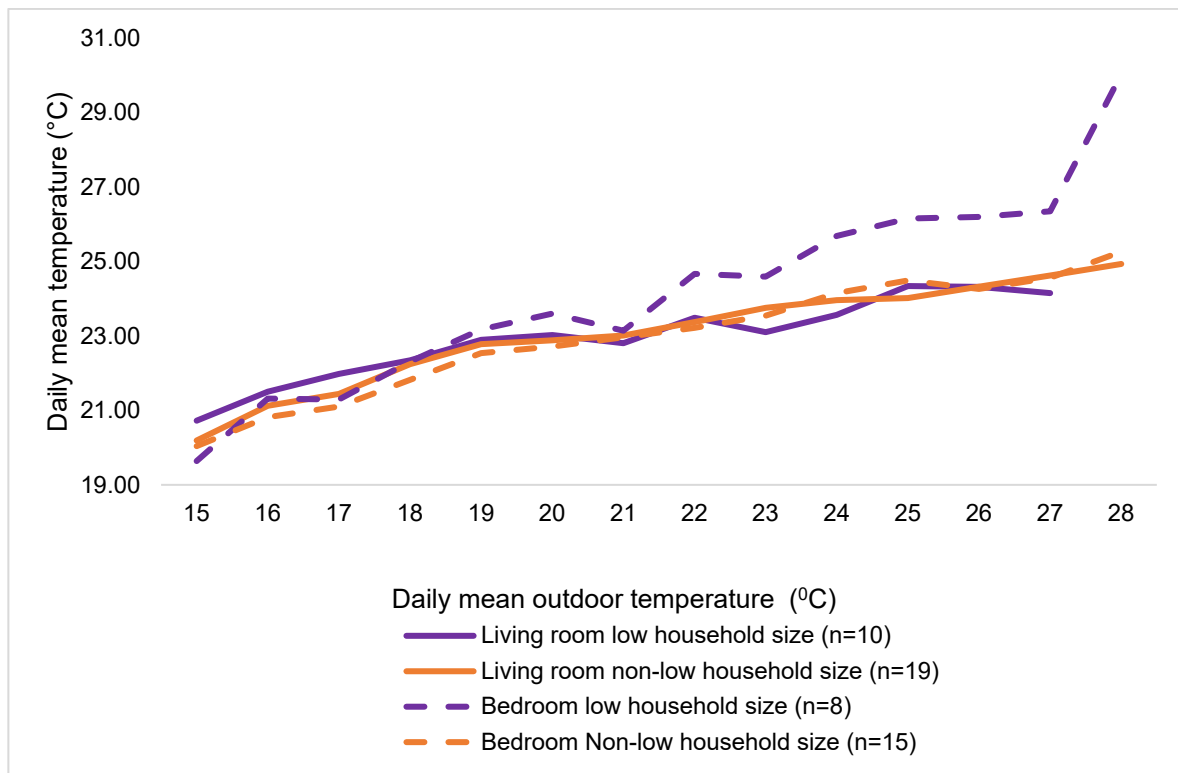 31.00
29.00
27.00
25.00
23.00
21.00
19.00
Daily mean temperature (°C)
15 16 17 18 19 20 21 22 23 24 25 26 27 28
Daily mean outdoor temperature (⁰C)
Living room low household size (n=10)
Living room non-low household size (n=19)
Bedroom low household size (n=8)
Bedroom Non-low household size (n=15)